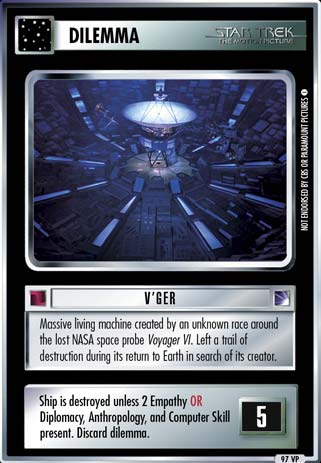 DILEMMA
STAR TREK
THE MOTION PICTURE
NOT ENDORSED BY CBS OR PARAMOUNT PICTURES
V'GER
Massive living machine created by an unknown race around
the lost NASA space probe Voyager VI. Left a trail of
destruction during its return to Earth in search of its creator.
Ship is destroyed unless 2 Empathy OR
Diplomacy, Anthropology, and Computer Skill
present. Discard dilemma.
5
97 VP